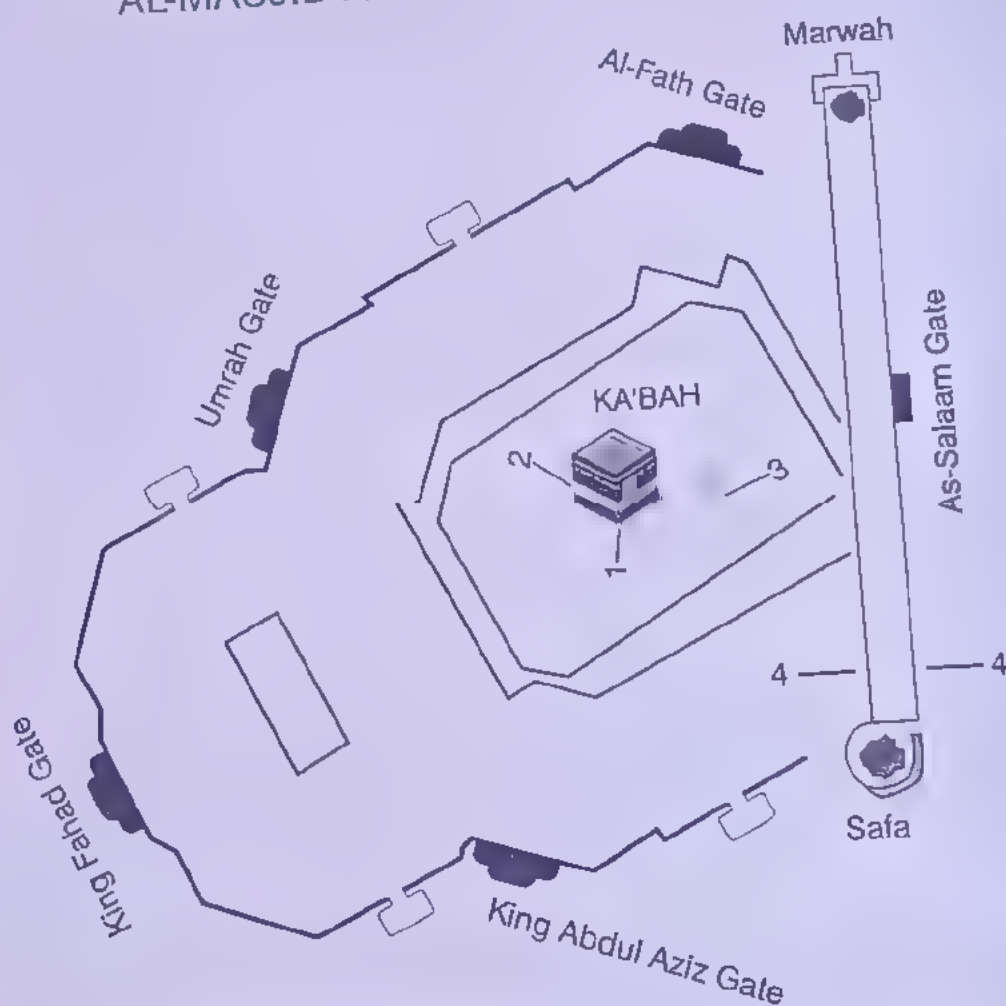 Marwah
Al-Fath Gate
Umrah Gate
KA'BAH
As-Salaam Gate
2
3
1
4
4
King Fahad Gate
Safa
King Abdul Aziz Gate